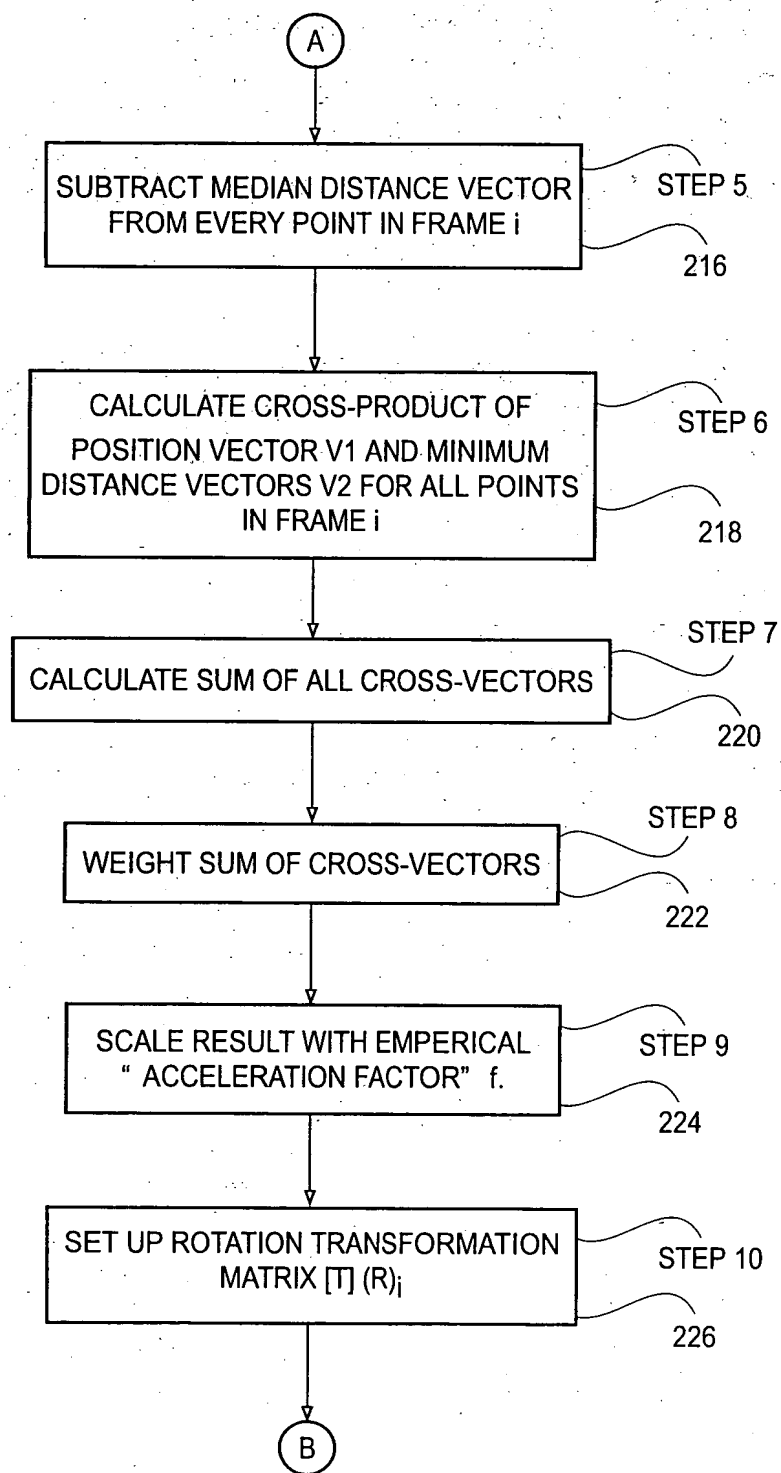 A
SUBTRACT MEDIAN DISTANCE VECTOR
FROM EVERY POINT IN FRAME i
STEP 5
216
CALCULATE CROSS-PRODUCT OF
POSITION VECTOR V1 AND MINIMUM
DISTANCE VECTORS V2 FOR ALL POINTS
IN FRAME i
STEP 6
218
CALCULATE SUM OF ALL CROSS-VECTORS
STEP 7
220
WEIGHT SUM OF CROSS-VECTORS
STEP 8
222
SCALE RESULT WITH EMPERICAL
“ ACCELERATION FACTOR” f.
STEP 9
224
SET UP ROTATION TRANSFORMATION
MATRIX [T] (R)i
STEP 10
226
B